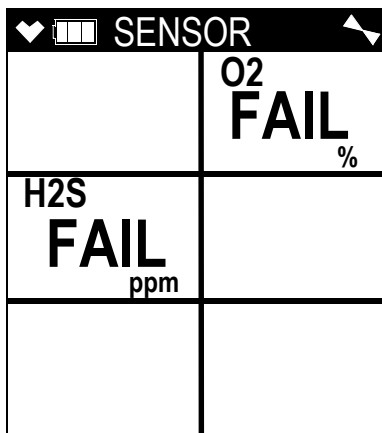 SENSOR
O2
FAIL
%
H2S
FAIL
ppm